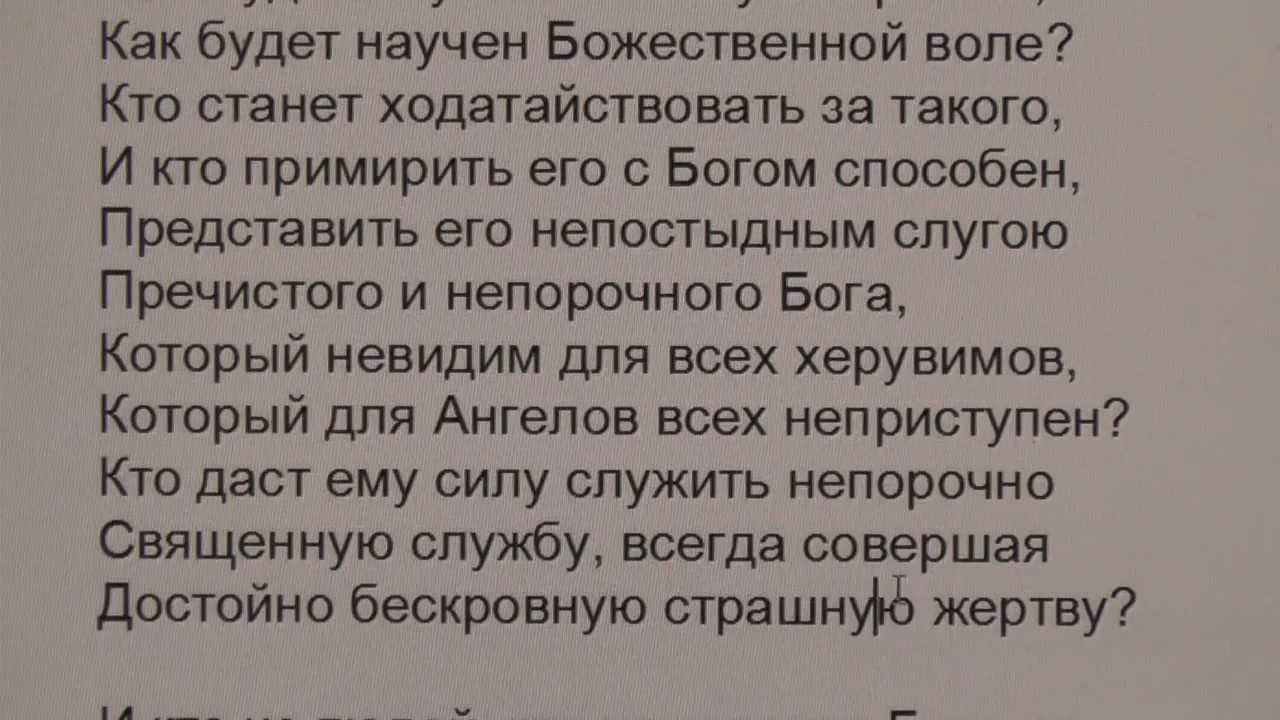 Как будет научен Божественной воле?
Кто станет ходатайствовать за такого,
И кто примирить его с Богом способен,
Представить его непостыдным слугою
Пречистого и непорочного Бога,
Который невидим для всех херувимов,
Который для Ангелов всех неприступен?
Кто даст ему силу служить непорочно
Священную службу, всегда совершая
Достойно бескровную страшную жертву?